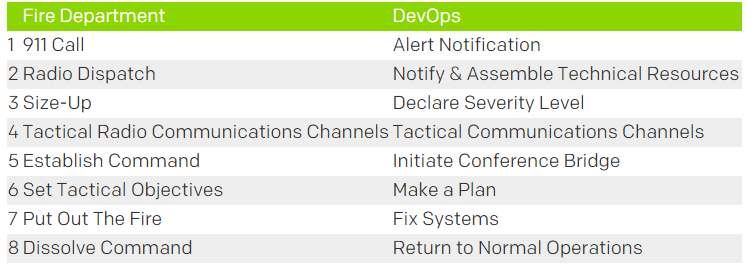 Fire Department DevOps
1 911 Call Alert Notification
2 Radio Dispatch Notify & Assemble Technical Resources
3 Size-Up Declare Severity Level
4 Tactical Radio Communications Channels Tactical Communications Channels
5 Establish Command Initiate Conference Bridge
6 Set Tactical Objectives Make a Plan
7 Put Out The Fire Fix Systems
8 Dissolve Command Return to Normal Operations